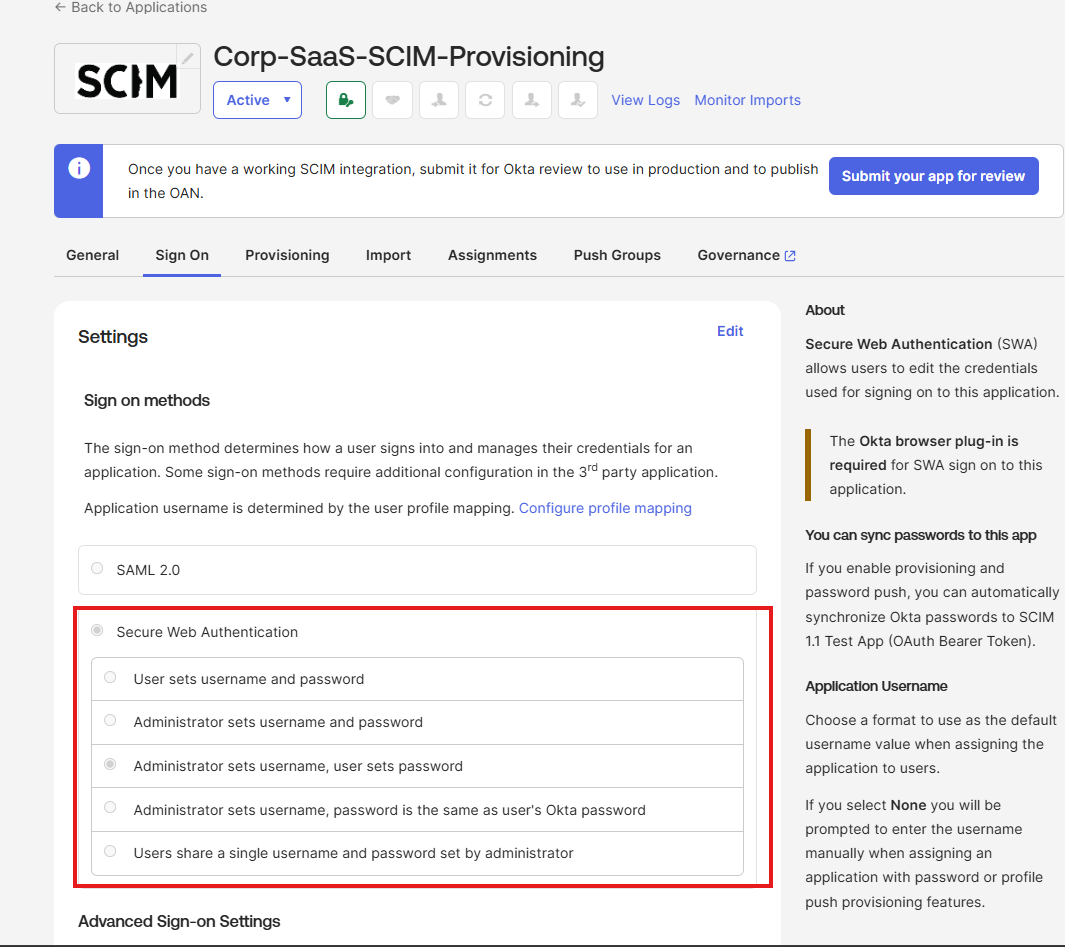 ← Back to Applications
SCIM
Corp-SaaS-SCIM-Provisioning
Active ▼ View Logs Monitor Imports
Once you have a working SCIM integration, submit it for Okta review to use in production and to publish
in the OAN.
Submit your app for review
General Sign On Provisioning Import Assignments Push Groups Governance
Settings
Edit
Sign on methods
The sign-on method determines how a user signs into and manages their credentials for an
application. Some sign-on methods require additional configuration in the 3rd party application.
Application username is determined by the user profile mapping. Configure profile mapping
SAML 2.0
Secure Web Authentication
User sets username and password
Administrator sets username and password
Administrator sets username, user sets password
Administrator sets username, password is the same as user's Okta password
Users share a single username and password set by administrator
Advanced Sign-on Settings
About
Secure Web Authentication (SWA)
allows users to edit the credentials
used for signing on to this application.
The Okta browser plug-in is
required for SWA sign on to this
application.
You can sync passwords to this app
If you enable provisioning and
password push, you can automatically
synchronize Okta passwords to SCIM
1.1 Test App (OAuth Bearer Token).
Application Username
Choose a format to use as the default
username value when assigning the
application to users.
If you select None you will be
prompted to enter the username
manually when assigning an
application with password or profile
push provisioning features.